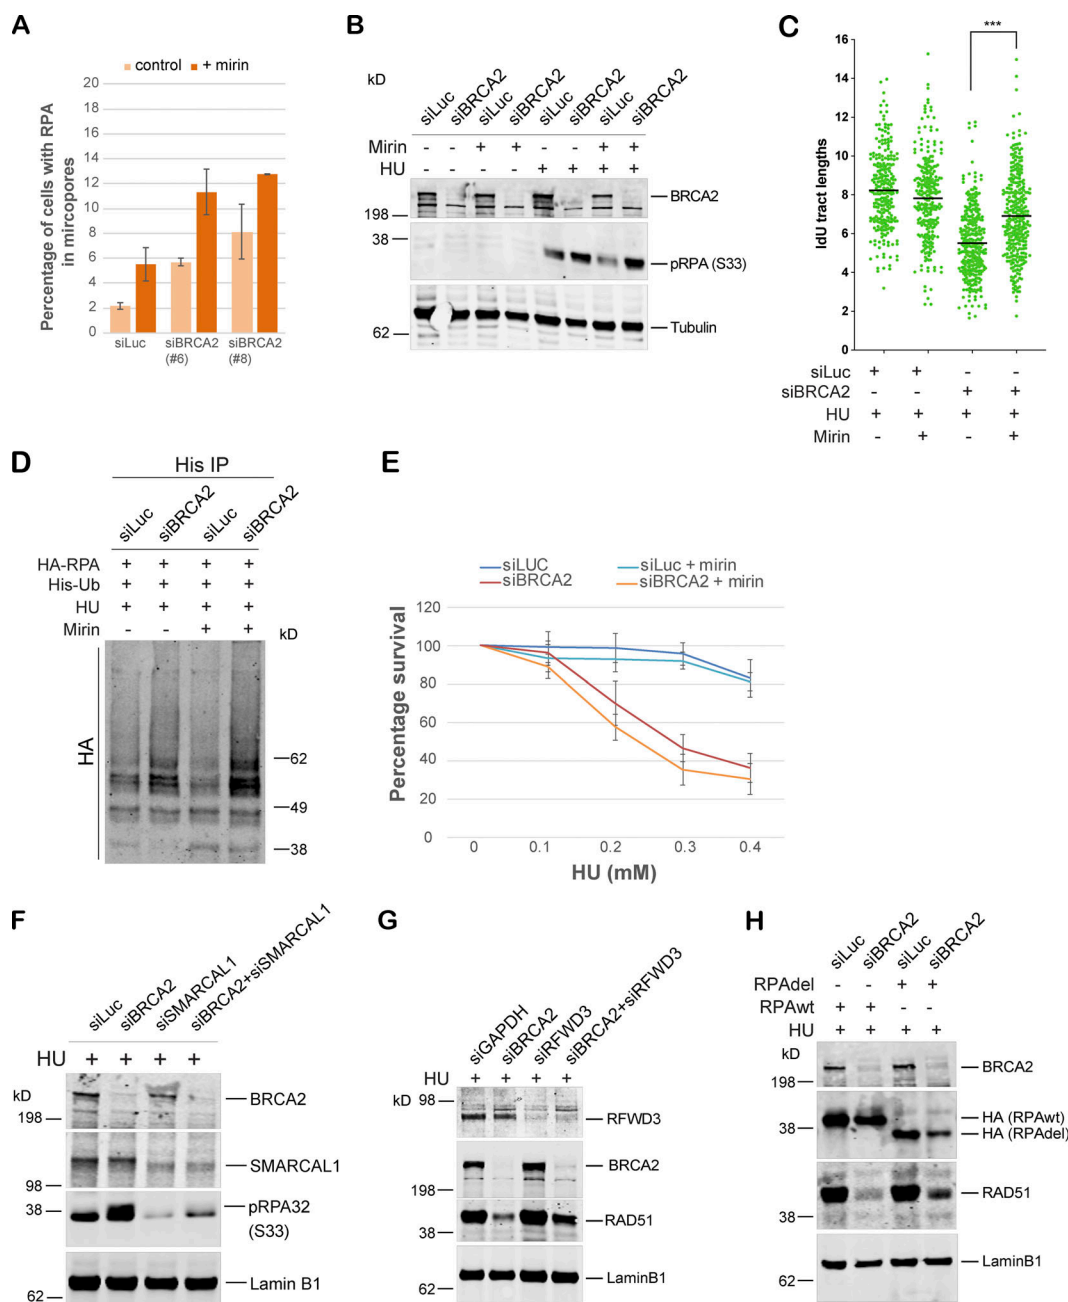 A
control + mirin
Percentage of cells with RPA
in mircopores
20
18
16
14
12
10
8
6
4
2
0
siLuc siBRCA2 siBRCA2
(#6) (#8)
B
kD
siLuc siBRCA2 siLuc siBRCA2 siLuc siBRCA2 siLuc siBRCA2
Mirin - - + + - - + +
HU - - - - + + + +
BRCA2
198
38
pRPA (S33)
62
Tubulin
C
***
IdU tract lengths
16
14
12
10
8
6
4
2
0
siLuc + + - -
siBRCA2 - - + +
HU + + + +
Mirin - + - +
D
His IP
siLuc siBRCA2 siLuc siBRCA2
HA-RPA + + + +
His-Ub + + + +
HU + + + +
Mirin - - + + kD
HA
62
49
38
E
siLUC siLuc + mirin
siBRCA2 siBRCA2 + mirin
Percentage survival
120
100
80
60
40
20
0
0 0.1 0.2 0.3 0.4
HU (mM)
F
siLuc siBRCA2 siSMARCAL1 siBRCA2+siSMARCAL1
HU + + + +
kD
BRCA2
198
SMARCAL1
98
38
pRPA32
(S33)
Lamin B1
62
G
siGAPDH siBRCA2 siRFWD3 siBRCA2+siRFWD3
HU + + + +
kD 98
RFWD3
BRCA2
198
RAD51
38
LaminB1
62
H
siLuc siBRCA2 siLuc siBRCA2
RPAdel - - + +
RPAwt + + - -
HU + + + +
kD
BRCA2
198
HA (RPAwt)
38
HA (RPAdel)
RAD51
38
LaminB1
62